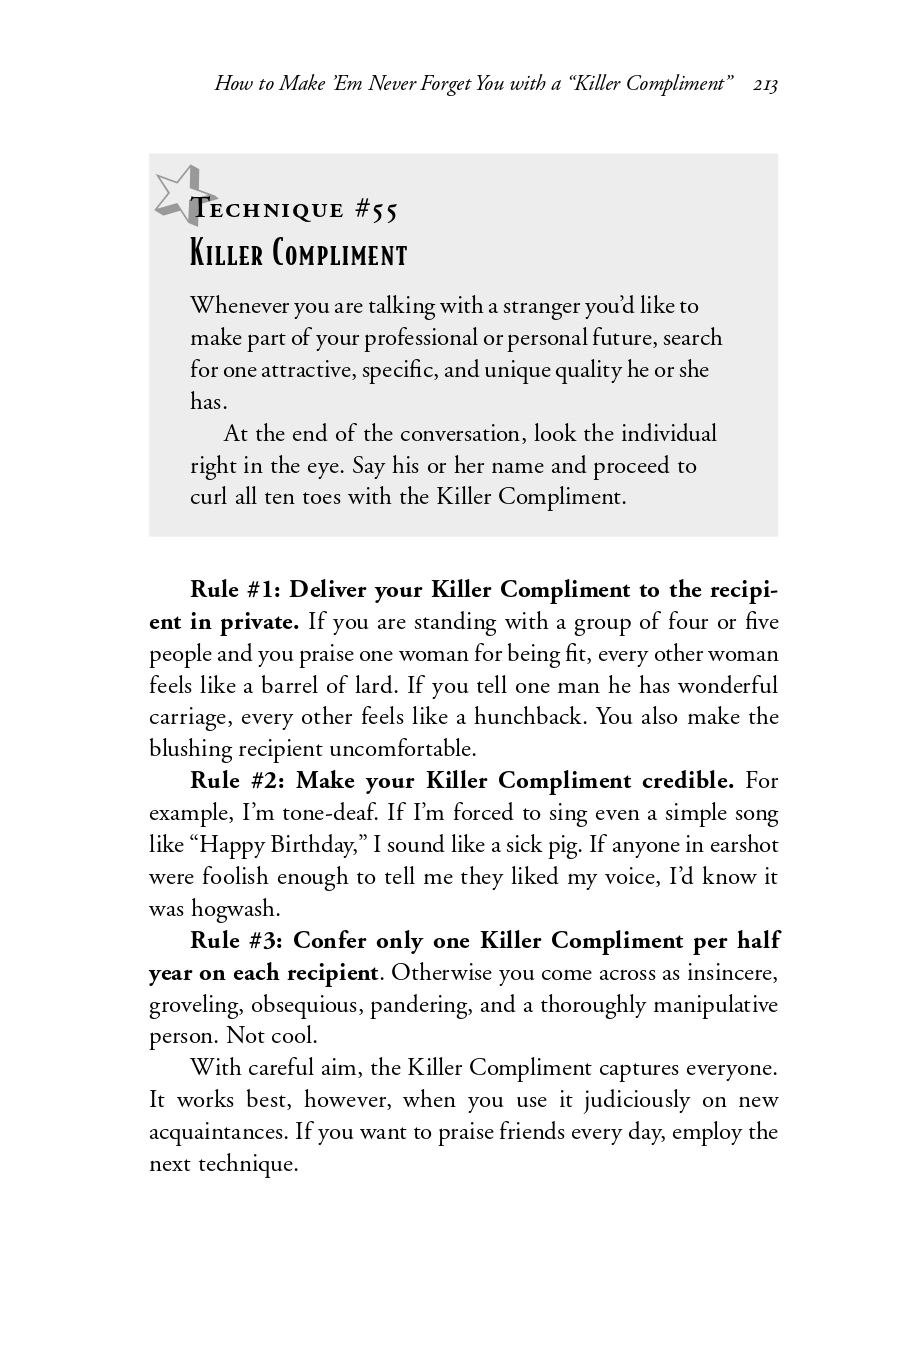 How to Make ’Em Never Forget You with a “Killer Compliment” 213
Technique #55
Killer Compliment
Whenever you are talking with a stranger you’d like to
make part of your professional or personal future, search
for one attractive, specific, and unique quality he or she
has.
At the end of the conversation, look the individual
right in the eye. Say his or her name and proceed to
curl all ten toes with the Killer Compliment.
Rule #1: Deliver your Killer Compliment to the recipi-
ent in private. If you are standing with a group of four or five
people and you praise one woman for being fit, every other woman
feels like a barrel of lard. If you tell one man he has wonderful
carriage, every other feels like a hunchback. You also make the
blushing recipient uncomfortable.
Rule #2: Make your Killer Compliment credible. For
example, I’m tone-deaf. If I’m forced to sing even a simple song
like “Happy Birthday,” I sound like a sick pig. If anyone in earshot
were foolish enough to tell me they liked my voice, I’d know it
was hogwash.
Rule #3: Confer only one Killer Compliment per half
year on each recipient. Otherwise you come across as insincere,
groveling, obsequious, pandering, and a thoroughly manipulative
person. Not cool.
With careful aim, the Killer Compliment captures everyone.
It works best, however, when you use it judiciously on new
acquaintances. If you want to praise friends every day, employ the
next technique.